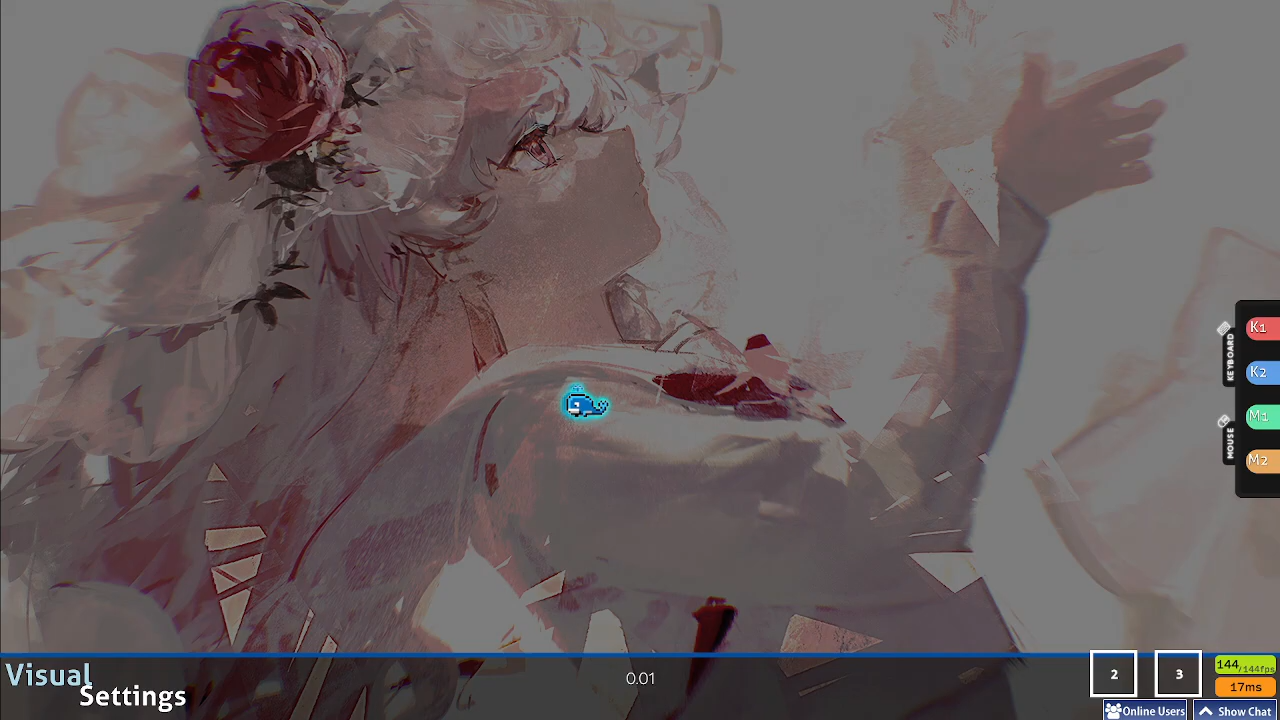 K1
KEYBOARD
K2
M1
MOUSE
M2
Visual
Settings
0.01
2
3
144/144fps
17ms
Online Users
Show Chat